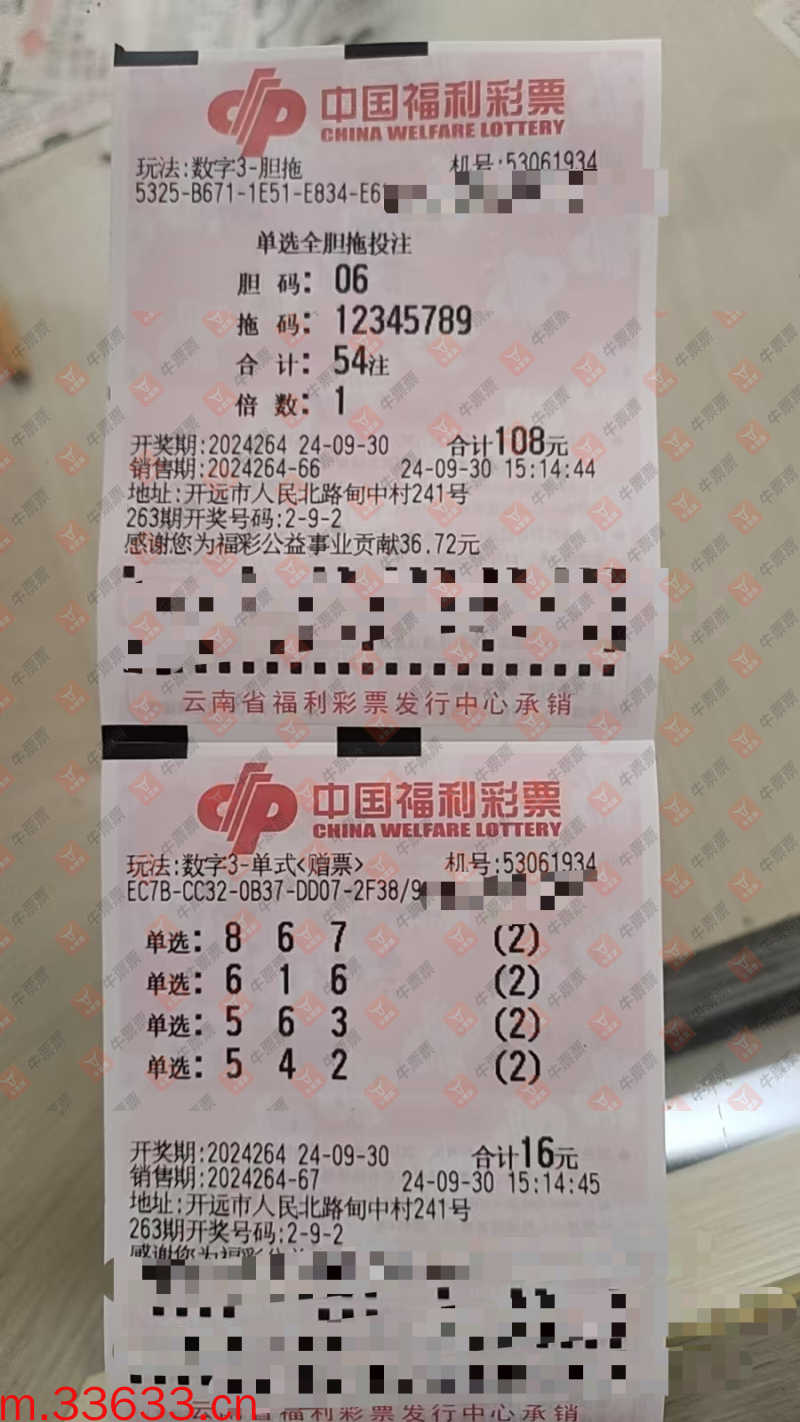 中国福利彩票
CHINA WELFARE LOTTERY
玩法:数字3-胆拖 机号:53061934
5325-B671-1E51-E834-E6
单选全胆拖投注
胆 码: 06
拖 码: 12345789
合 计: 54注
倍 数: 1
开奖期:2024264 24-09-30 合计108元
销售期:2024264-66 24-09-30 15:14:44
地址:开远市人民北路甸中村241号
263期开奖号码:2-9-2
感谢您为福彩公益事业贡献36.72元
云南省福利彩票发行中心承销
中国福利彩票
CHINA WELFARE LOTTERY
玩法:数字3-单式<赠票> 机号:53061934
EC7B-CC32-0B37-DD07-2F38/9
单选: 8 6 7 (2)
单选: 6 1 6 (2)
单选: 5 6 3 (2)
单选: 5 4 2 (2)
开奖期:2024264 24-09-30 合计16元
销售期:2024264-67 24-09-30 15:14:45
地址:开远市人民北路甸中村241号
263期开奖号码:2-9-2
感谢您为福彩
云南省福利彩票发行中心承销
m.33633.cn
牛票票